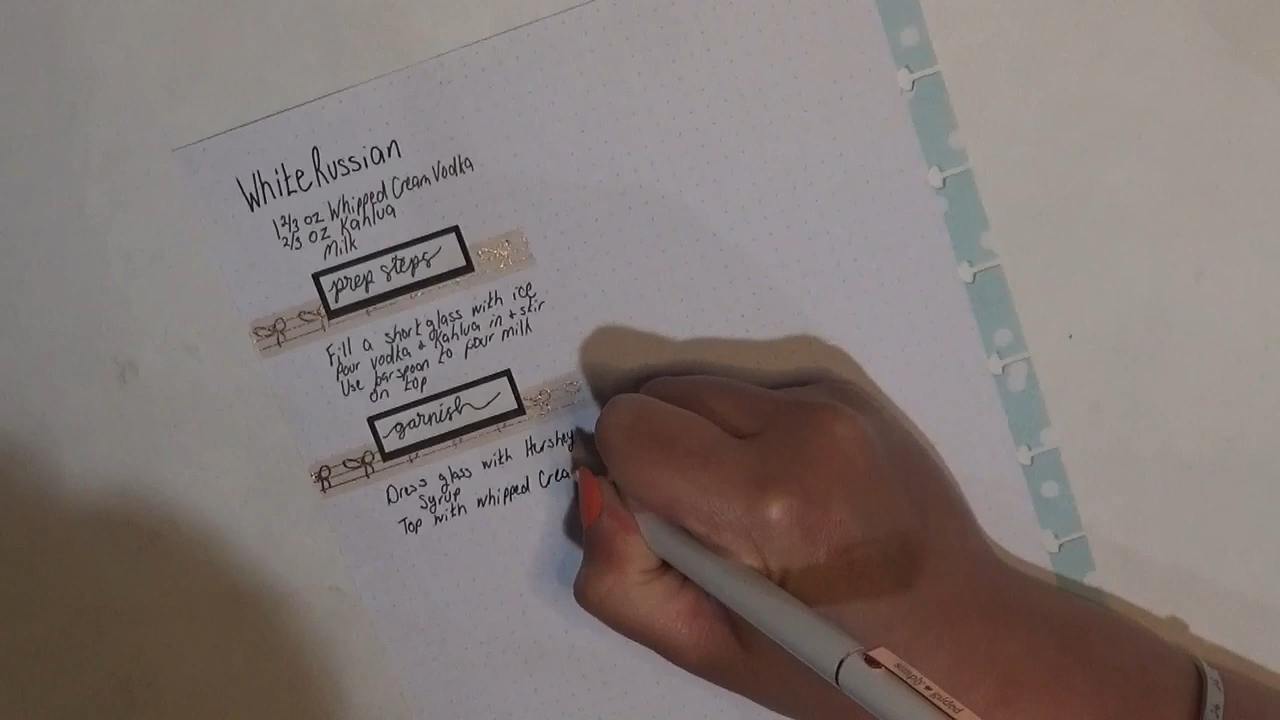 White Russian
1 2/3 oz Whipped Cream Vodka
2/3 oz Kahlua
Milk
prep steps
Fill a short glass with ice
Pour vodka + Kahlua in + stir
Use barspoon to pour milk
on top
garnish
Dress glass with Hershey
Syrup
Top with whipped Crea
simply gilded